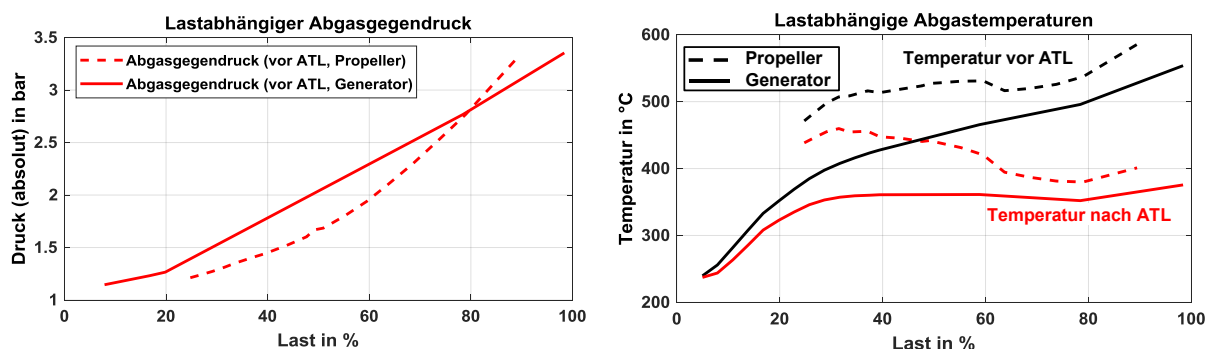 Lastabhängiger Abgasgegendruck
3.5
3
2.5
2
1.5
1
Druck (absolut) in bar
Abgasgegendruck (vor ATL, Propeller)
Abgasgegendruck (vor ATL, Generator)
0 20 40 60 80 100
Last in %
Lastabhängige Abgastemperaturen
600
500
400
300
200
Temperatur in °C
Propeller
Generator
Temperatur vor ATL
Temperatur nach ATL
0 20 40 60 80 100
Last in %